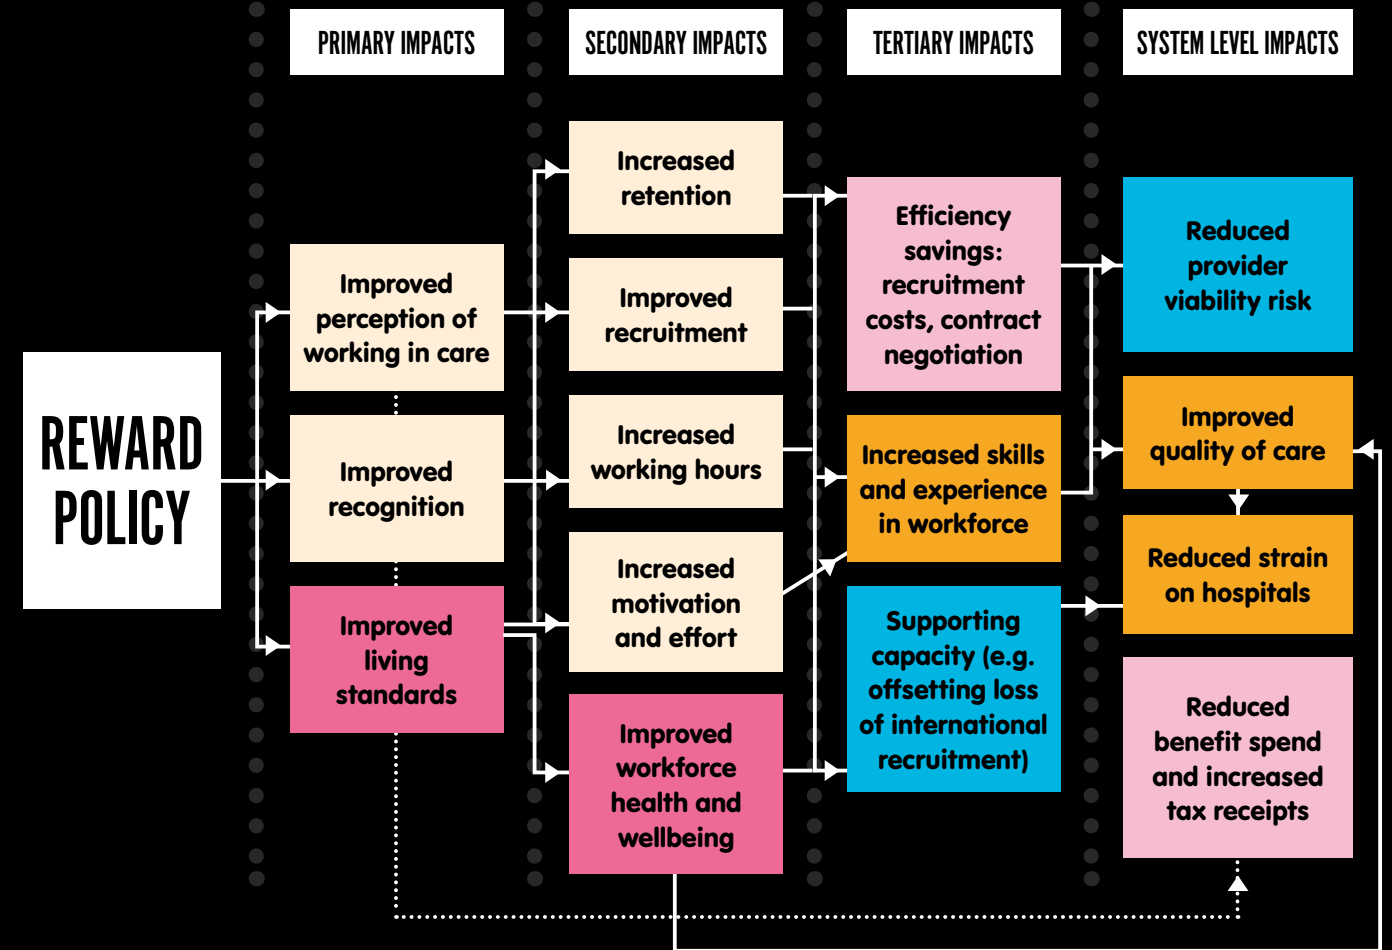 PRIMARY IMPACTS
SECONDARY IMPACTS
TERTIARY IMPACTS
SYSTEM LEVEL IMPACTS
REWARD
POLICY
Improved
perception of
working in care
Improved
recognition
Improved
living
standards
Increased
retention
Improved
recruitment
Increased
working hours
Increased
motivation
and effort
Improved
workforce
health and
wellbeing
Efficiency
savings:
recruitment
costs, contract
negotiation
Increased skills
and experience
in workforce
Supporting
capacity (e.g.
offsetting loss
of international
recruitment)
Reduced
provider
viability risk
Improved
quality of care
Reduced strain
on hospitals
Reduced
benefit spend
and increased
tax receipts